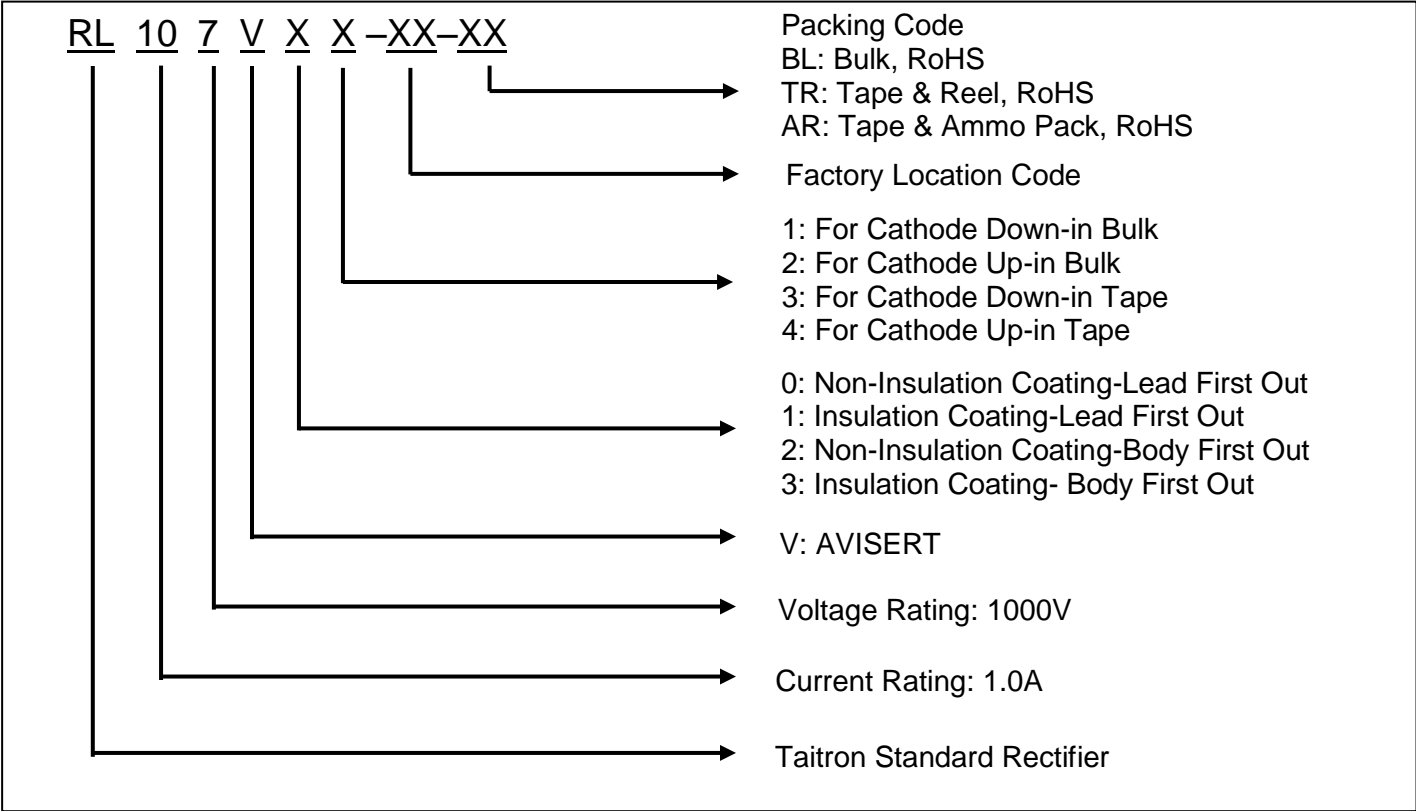 RL 10 7 V X X –XX–XX
Packing Code
BL: Bulk, RoHS
TR: Tape & Reel, RoHS
AR: Tape & Ammo Pack, RoHS
Factory Location Code
1: For Cathode Down-in Bulk
2: For Cathode Up-in Bulk
3: For Cathode Down-in Tape
4: For Cathode Up-in Tape
0: Non-Insulation Coating-Lead First Out
1: Insulation Coating-Lead First Out
2: Non-Insulation Coating-Body First Out
3: Insulation Coating- Body First Out
V: AVISERT
Voltage Rating: 1000V
Current Rating: 1.0A
Taitron Standard Rectifier